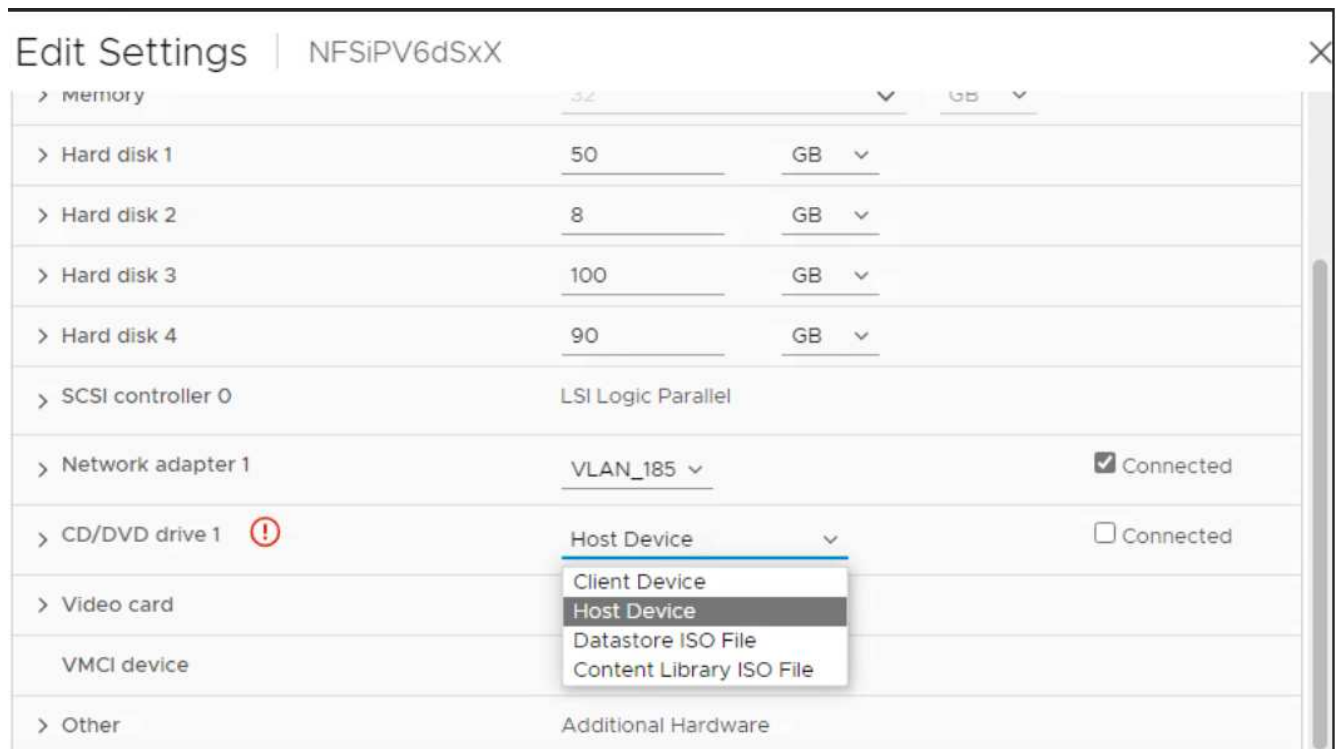 Edit Settings | NFSiPV6dSxX
Memory 32 GB
Hard disk 1 50 GB
Hard disk 2 8 GB
Hard disk 3 100 GB
Hard disk 4 90 GB
SCSI controller 0 LSI Logic Parallel
Network adapter 1 VLAN_185 Connected
CD/DVD drive 1 Host Device Connected
Client Device
Host Device
Video card
Datastore ISO File
VMCI device
Content Library ISO File
Other Additional Hardware